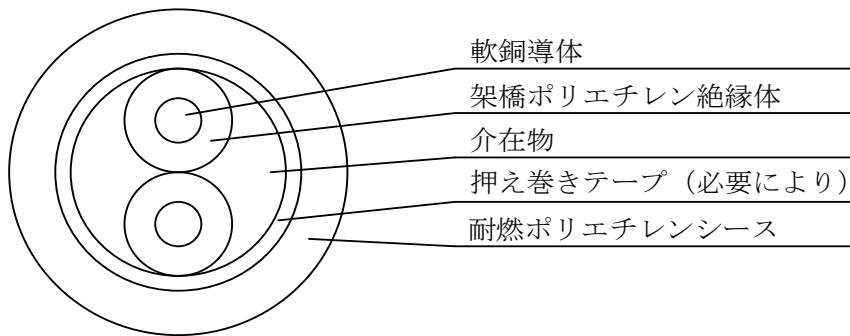 軟銅導体
架橋ポリエチレン絶縁体
介在物
押え巻きテープ（必要により）
耐燃ポリエチレンシース